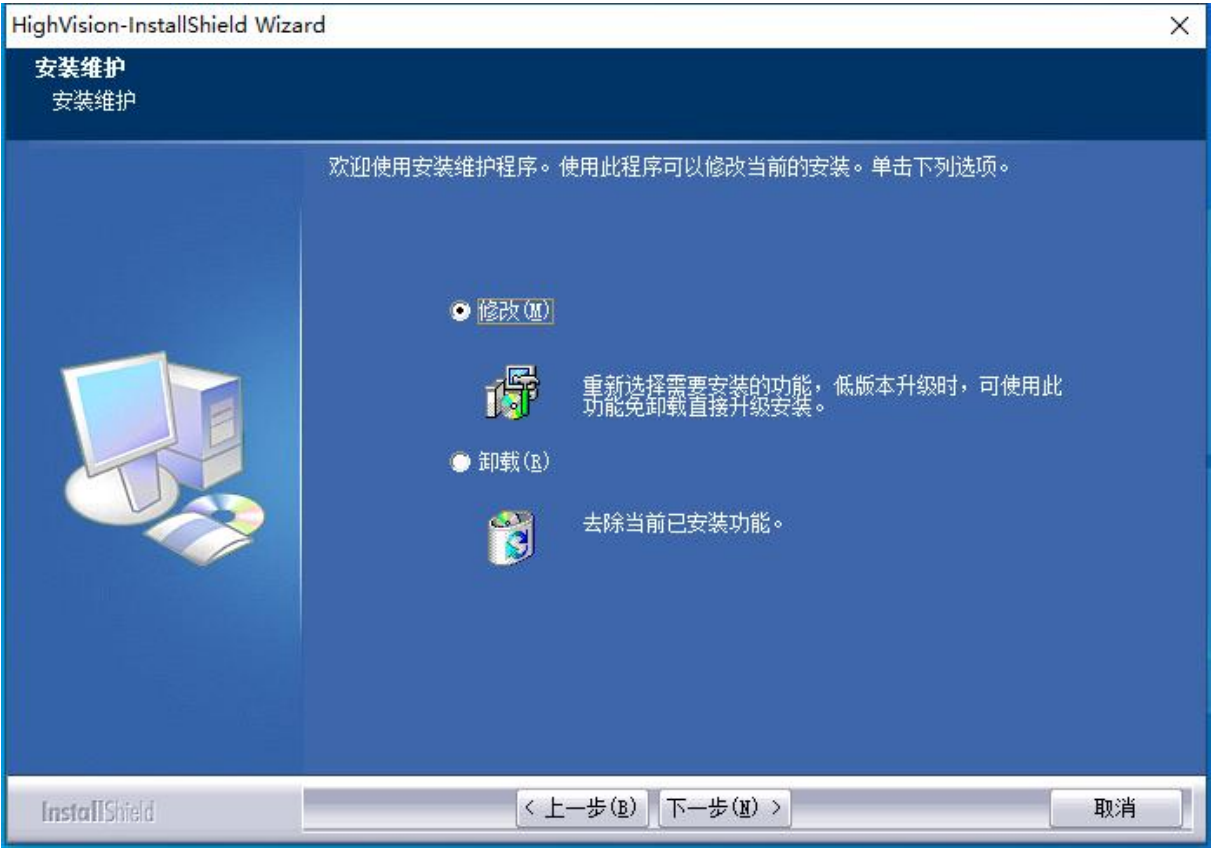 HighVision-InstallShield Wizard
安装维护
安装维护
欢迎使用安装维护程序。使用此程序可以修改当前的安装。单击下列选项。
修改(M)
重新选择需要安装的功能，低版本升级时，可使用此
功能免卸载直接升级安装。
卸载(R)
去除当前已安装功能。
InstallShield
< 上一步(B)
下一步(N) >
取消